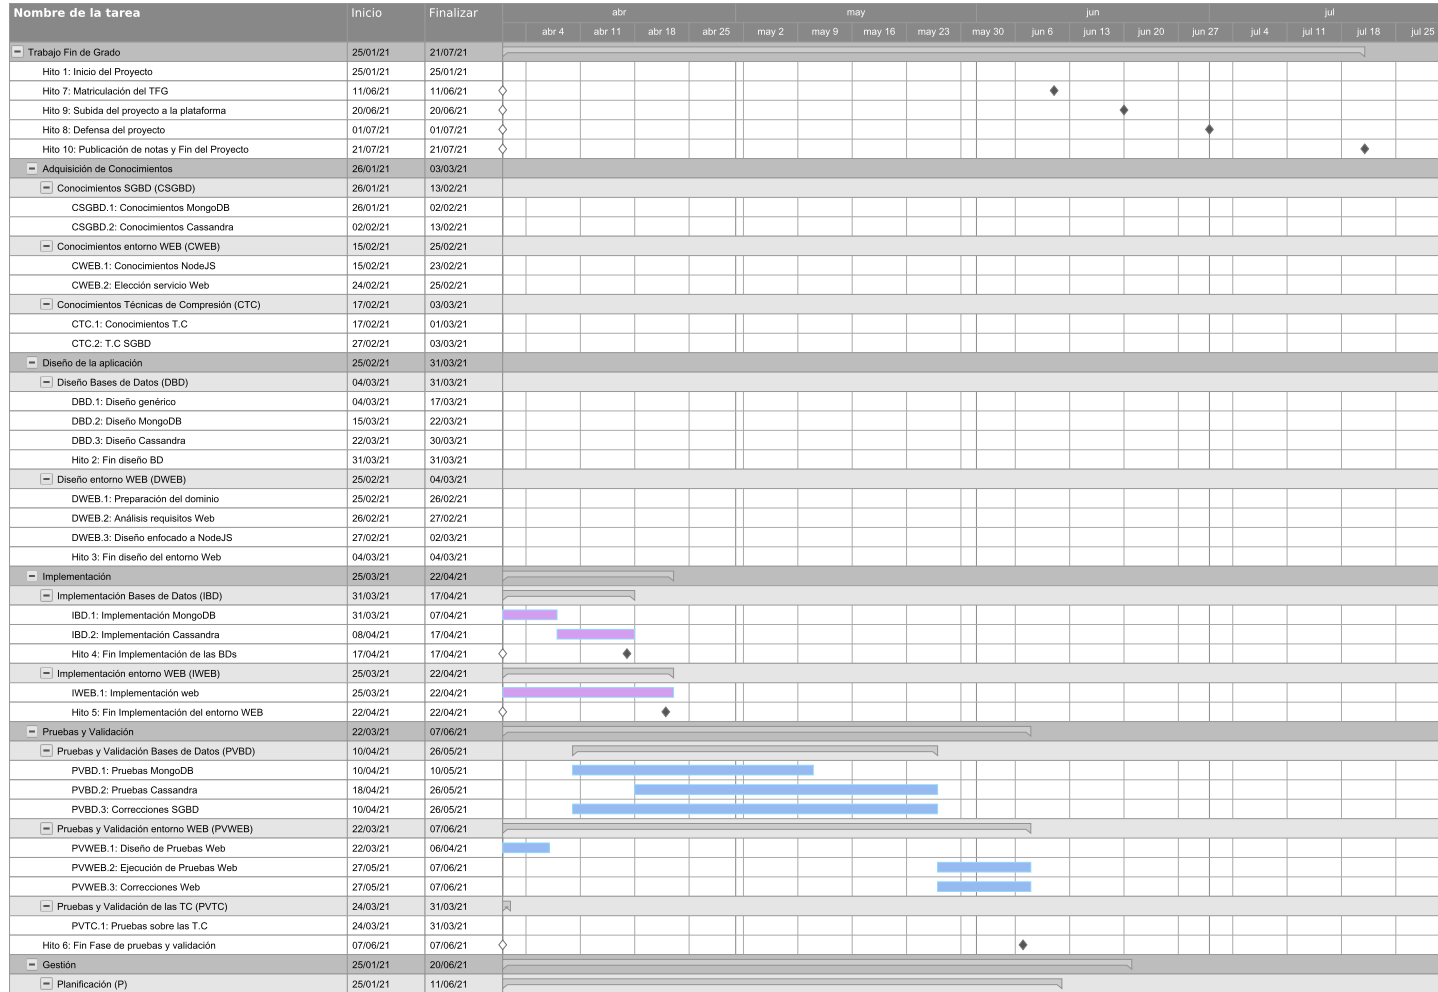 Nombre de la tarea Inicio Finalizar abr may jun jul
abr 4 abr 11 abr 18 abr 25 may 2 may 9 may 16 may 23 may 30 jun 6 jun 13 jun 20 jun 27 jul 4 jul 11 jul 18 jul 25
Trabajo Fin de Grado 25/01/21 21/07/21
Hito 1: Inicio del Proyecto 25/01/21 25/01/21
Hito 7: Matriculación del TFG 11/06/21 11/06/21
Hito 9: Subida del proyecto a la plataforma 20/06/21 20/06/21
Hito 8: Defensa del proyecto 01/07/21 01/07/21
Hito 10: Publicación de notas y Fin del Proyecto 21/07/21 21/07/21
Adquisición de Conocimientos 26/01/21 03/03/21
Conocimientos SGBD (CSGBD) 26/01/21 13/02/21
CSGBD.1: Conocimientos MongoDB 26/01/21 02/02/21
CSGBD.2: Conocimientos Cassandra 02/02/21 13/02/21
Conocimientos entorno WEB (CWEB) 15/02/21 25/02/21
CWEB.1: Conocimientos NodeJS 15/02/21 23/02/21
CWEB.2: Elección servicio Web 24/02/21 25/02/21
Conocimientos Técnicas de Compresión (CTC) 17/02/21 03/03/21
CTC.1: Conocimientos T.C 17/02/21 01/03/21
CTC.2: T.C SGBD 27/02/21 03/03/21
Diseño de la aplicación 25/02/21 31/03/21
Diseño Bases de Datos (DBD) 04/03/21 31/03/21
DBD.1: Diseño genérico 04/03/21 17/03/21
DBD.2: Diseño MongoDB 15/03/21 22/03/21
DBD.3: Diseño Cassandra 22/03/21 30/03/21
Hito 2: Fin diseño BD 31/03/21 31/03/21
Diseño entorno WEB (DWEB) 25/02/21 04/03/21
DWEB.1: Preparación del dominio 25/02/21 26/02/21
DWEB.2: Análisis requisitos Web 26/02/21 27/02/21
DWEB.3: Diseño enfocado a NodeJS 27/02/21 02/03/21
Hito 3: Fin diseño del entorno Web 04/03/21 04/03/21
Implementación 25/03/21 22/04/21
Implementación Bases de Datos (IBD) 31/03/21 17/04/21
IBD.1: Implementación MongoDB 31/03/21 07/04/21
IBD.2: Implementación Cassandra 08/04/21 17/04/21
Hito 4: Fin Implementación de las BDs 17/04/21 17/04/21
Implementación entorno WEB (IWEB) 25/03/21 22/04/21
IWEB.1: Implementación web 25/03/21 22/04/21
Hito 5: Fin Implementación del entorno WEB 22/04/21 22/04/21
Pruebas y Validación 22/03/21 07/06/21
Pruebas y Validación Bases de Datos (PVBD) 10/04/21 26/05/21
PVBD.1: Pruebas MongoDB 10/04/21 10/05/21
PVBD.2: Pruebas Cassandra 18/04/21 26/05/21
PVBD.3: Correcciones SGBD 10/04/21 26/05/21
Pruebas y Validación entorno WEB (PVWEB) 22/03/21 07/06/21
PVWEB.1: Diseño de Pruebas Web 22/03/21 06/04/21
PVWEB.2: Ejecución de Pruebas Web 27/05/21 07/06/21
PVWEB.3: Correcciones Web 27/05/21 07/06/21
Pruebas y Validación de las TC (PVTC) 24/03/21 31/03/21
PVTC.1: Pruebas sobre las T.C 24/03/21 31/03/21
Hito 6: Fin Fase de pruebas y validación 07/06/21 07/06/21
Gestión 25/01/21 20/06/21
Planificación (P) 25/01/21 11/06/21